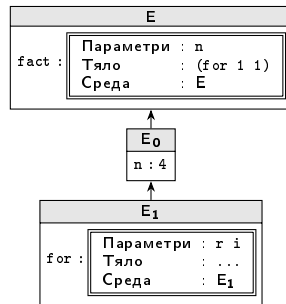 E
fact :
Параметри : n
Тяло : (for 1 1)
Среда : E
E0
n : 4
E1
for :
Параметри : r i
Тяло : ...
Среда : E1